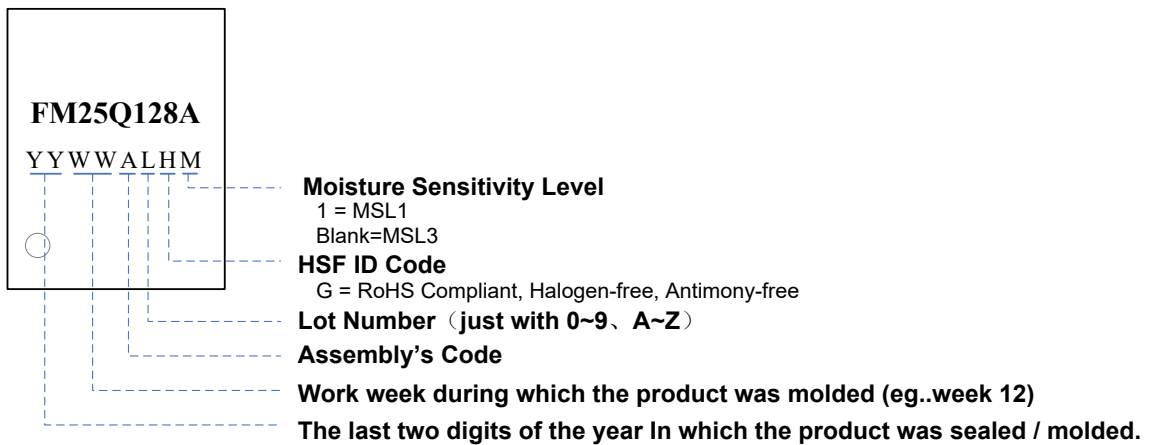 FM25Q128A
YYWWALHM
Moisture Sensitivity Level
1 = MSL1
Blank=MSL3
HSF ID Code
G = RoHS Compliant, Halogen-free, Antimony-free
Lot Number（just with 0~9、A~Z）
Assembly’s Code
Work week during which the product was molded (eg..week 12)
The last two digits of the year In which the product was sealed / molded.